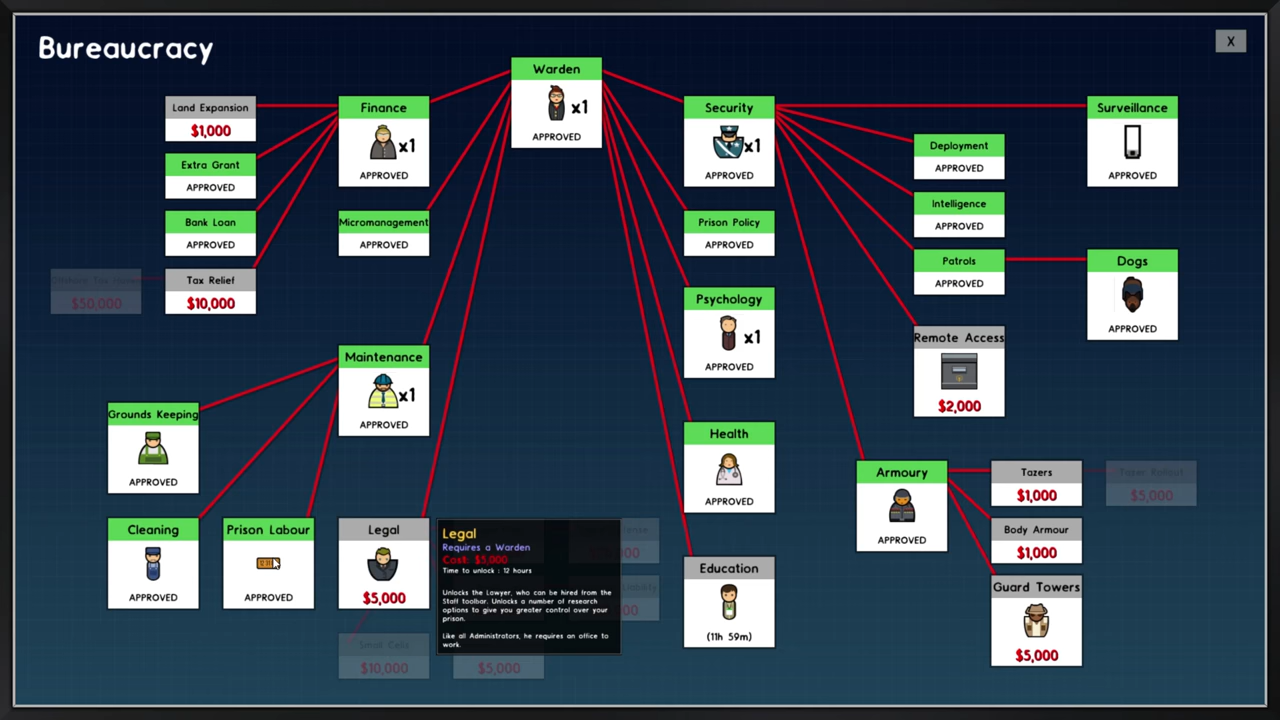 Bureaucracy
X
Warden
x1
APPROVED
Land Expansion
$1,000
Finance
x1
APPROVED
Security
x1
APPROVED
Surveillance
APPROVED
Extra Grant
APPROVED
Deployment
APPROVED
Bank Loan
APPROVED
Micromanagement
APPROVED
Prison Policy
APPROVED
Intelligence
APPROVED
$50,000
Tax Relief
$10,000
Psychology
x1
APPROVED
Patrols
APPROVED
Dogs
APPROVED
Maintenance
x1
APPROVED
Remote Access
$2,000
Grounds Keeping
APPROVED
Health
APPROVED
Armoury
APPROVED
Tazers
$1,000
Tazer Rollout
$5,000
Cleaning
APPROVED
Prison Labour
APPROVED
Legal
$5,000
Legal
Requires a Warden
Cost: $5,000
Time to unlock : 12 hours
Unlocks the Lawyer, who can be hired from the
Staff toolbar. Unlocks a number of research
options to give you greater control over your
prison.
Like all Administrators, he requires an office to
work.
Body Armour
$1,000
Education
(11h 59m)
Guard Towers
$5,000
Small Cells
$10,000
$5,000